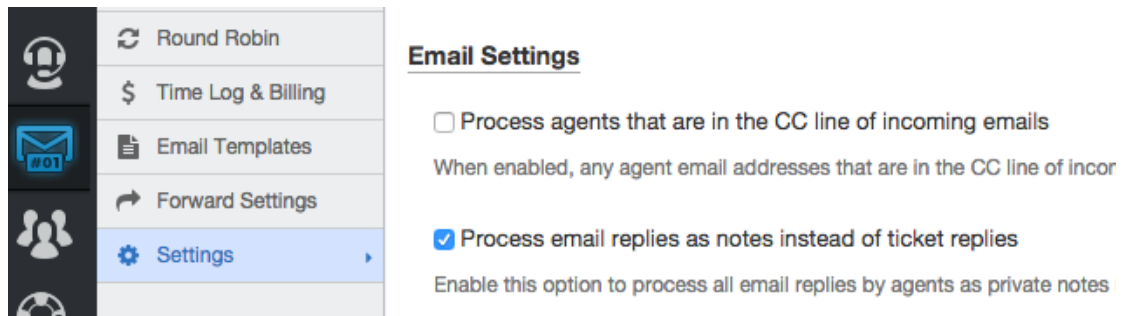 Round Robin
Time Log & Billing
Email Templates
Forward Settings
Settings
#01
Email Settings
Process agents that are in the CC line of incoming emails
When enabled, any agent email addresses that are in the CC line of
Process email replies as notes instead of ticket replies
Enable this option to process all email replies by agents as private notes